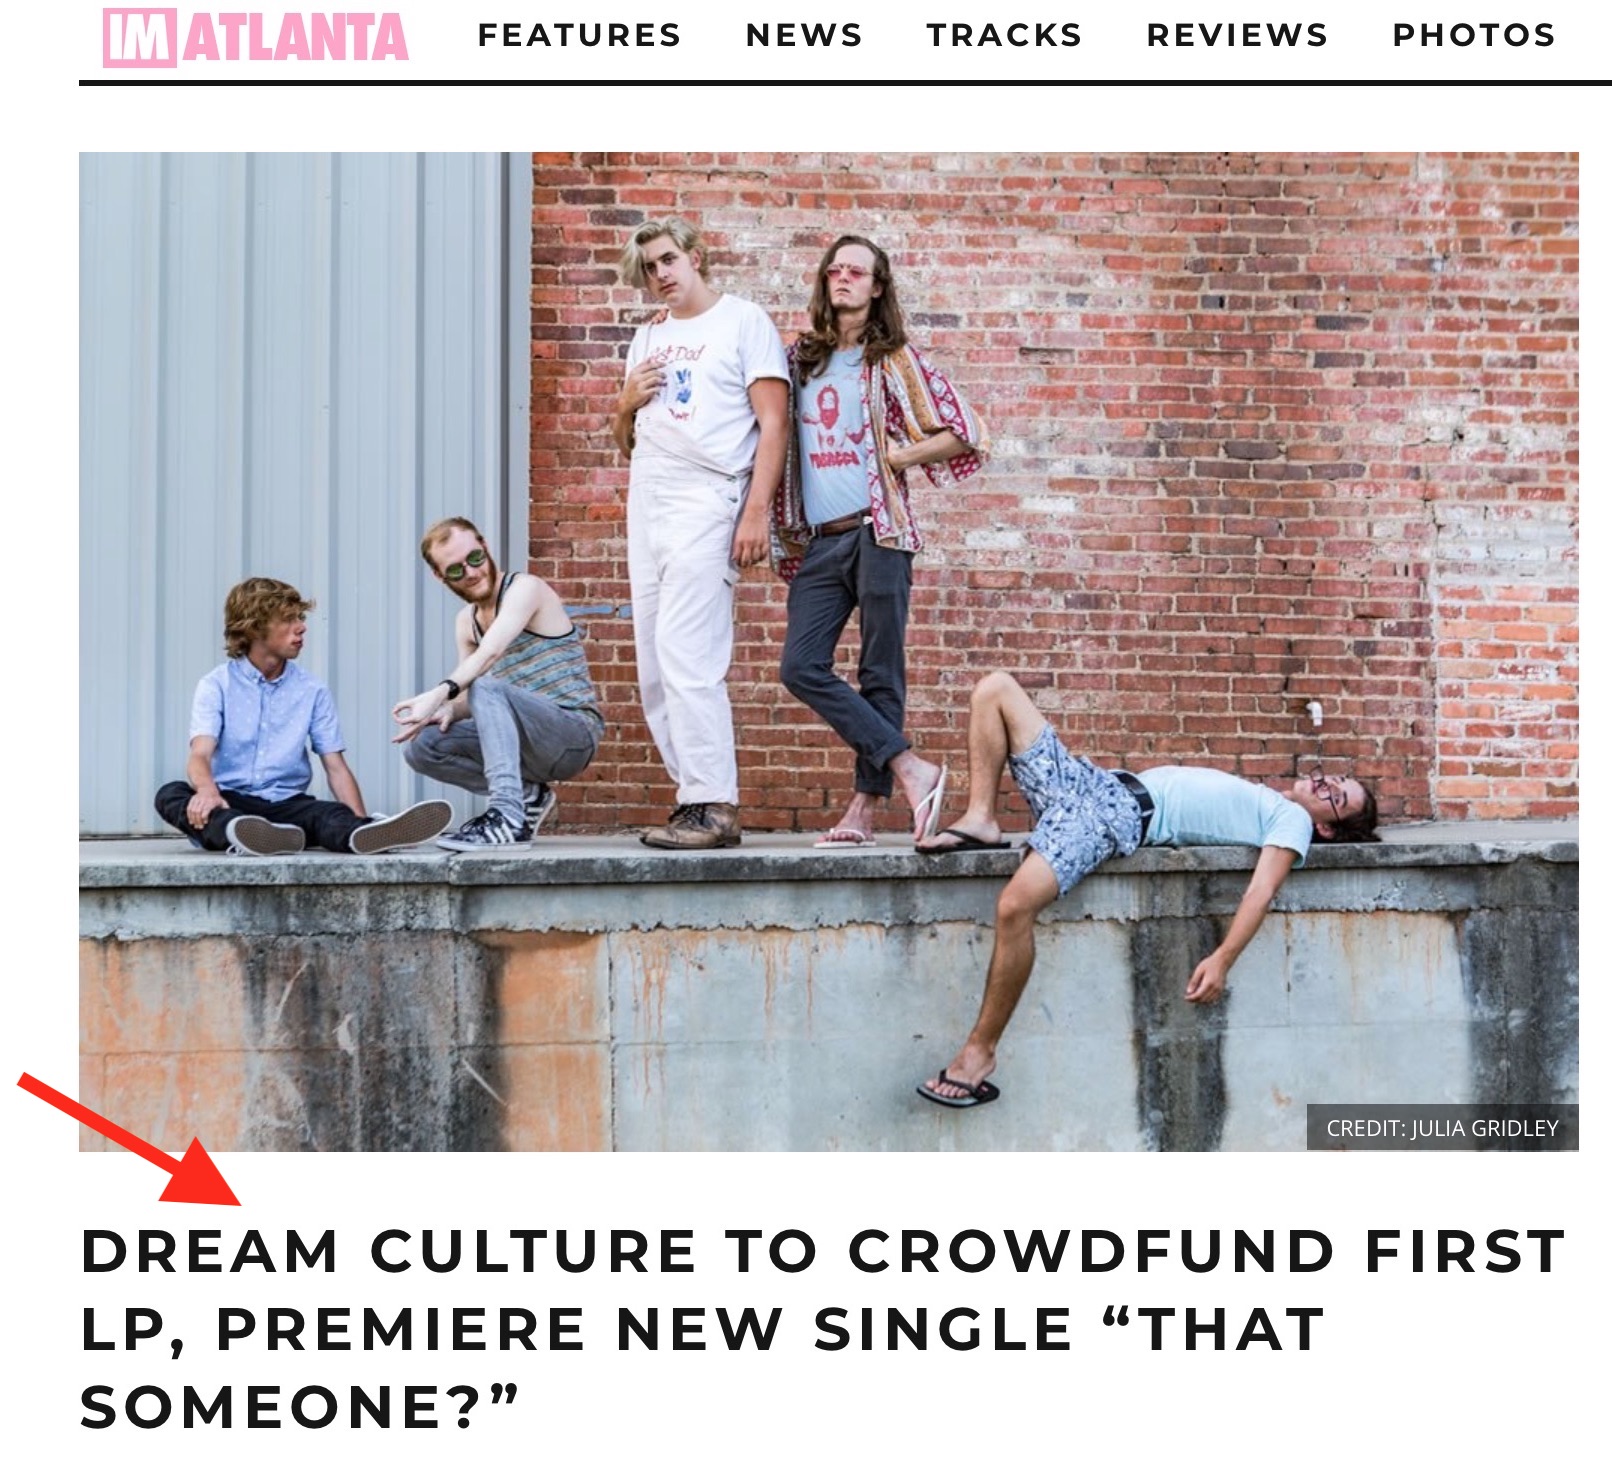 IM ATLANTA FEATURES NEWS TRACKS REVIEWS PHOTOS
Dad
CREDIT: JULIA GRIDLEY
DREAM CULTURE TO CROWDFUND FIRST
LP, PREMIERE NEW SINGLE “THAT
SOMEONE?”